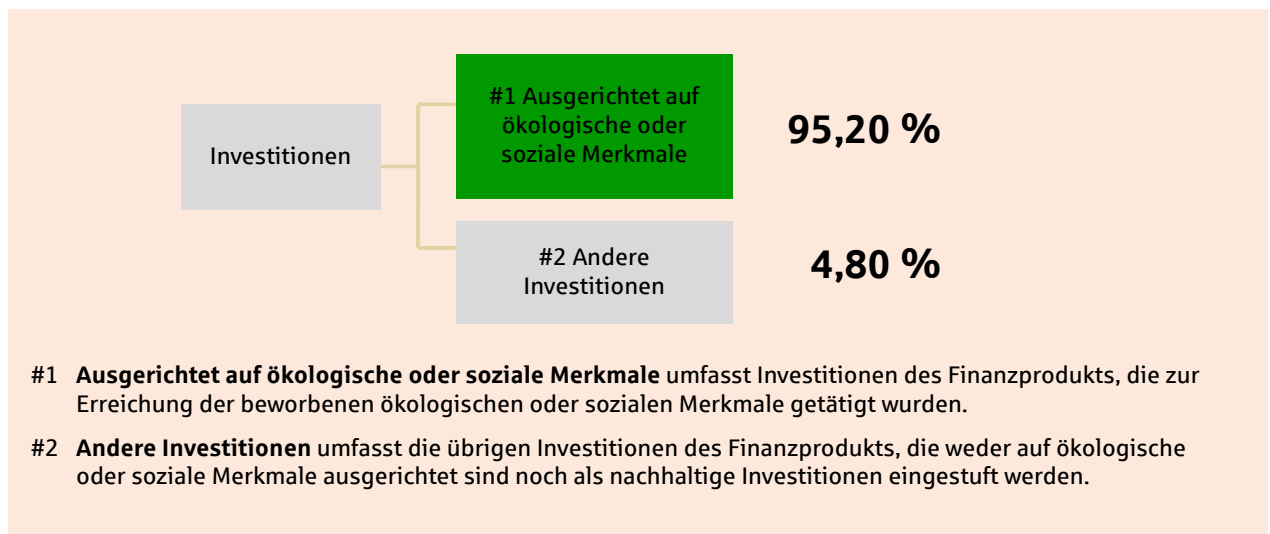 #1 Ausgerichtet auf
ökologische oder
soziale Merkmale
95,20 %
Investitionen
#2 Andere
Investitionen
4,80 %
#1 Ausgerichtet auf ökologische oder soziale Merkmale umfasst Investitionen des Finanzprodukts, die zur
Erreichung der beworbenen ökologischen oder sozialen Merkmale getätigt wurden.
#2 Andere Investitionen umfasst die übrigen Investitionen des Finanzprodukts, die weder auf ökologische
oder soziale Merkmale ausgerichtet sind noch als nachhaltige Investitionen eingestuft werden.